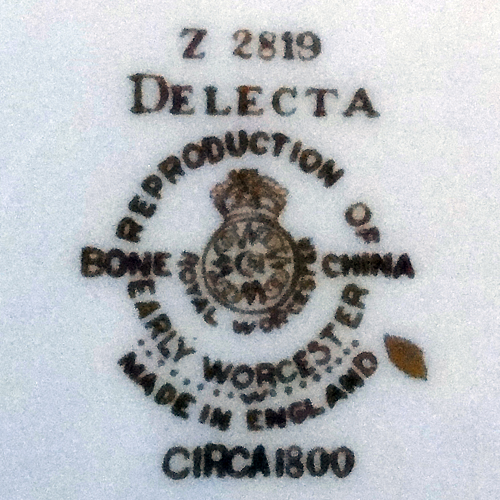 Z 2819
DELECTA
REPRODUCTION OF
BONE CHINA
ROYAL WORCESTER
EARLY WORCESTER
MADE IN ENGLAND
CIRCA 1800